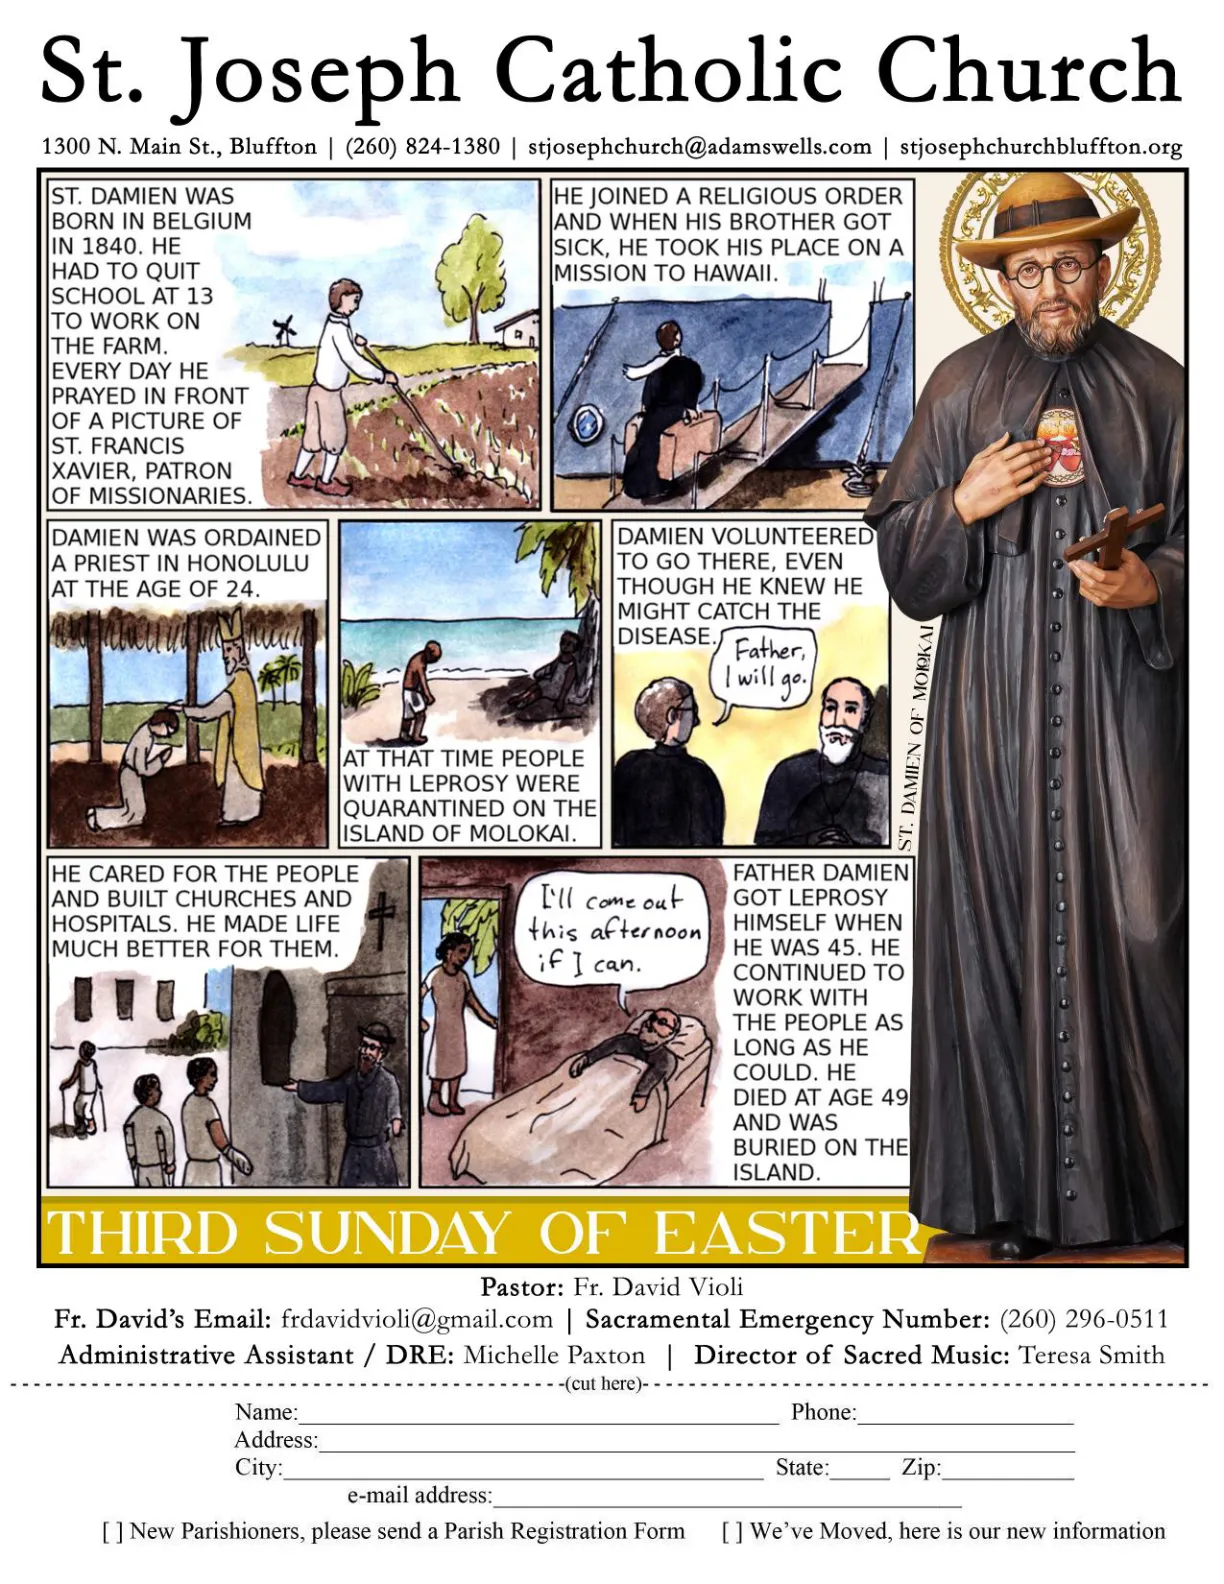 St. Joseph Catholic Church
1300 N. Main St., Bluffton | (260) 824-1380 | stjosephchurch@adamswells.com | stjosephchurchbluffton.org
ST. DAMIEN WAS
BORN IN BELGIUM
IN 1840. HE
HAD TO QUIT
SCHOOL AT 13
TO WORK ON
THE FARM.
EVERY DAY HE
PRAYED IN FRONT
OF A PICTURE OF
ST. FRANCIS
XAVIER, PATRON
OF MISSIONARIES.
HE JOINED A RELIGIOUS ORDER
AND WHEN HIS BROTHER GOT
SICK, HE TOOK HIS PLACE ON A
MISSION TO HAWAII.
DAMIEN WAS ORDAINED
A PRIEST IN HONOLULU
AT THE AGE OF 24.
AT THAT TIME PEOPLE
WITH LEPROSY WERE
QUARANTINED ON THE
ISLAND OF MOLOKAI.
DAMIEN VOLUNTEERED
TO GO THERE, EVEN
THOUGH HE KNEW HE
MIGHT CATCH THE
DISEASE.
Father,
I will go.
HE CARED FOR THE PEOPLE
AND BUILT CHURCHES AND
HOSPITALS. HE MADE LIFE
MUCH BETTER FOR THEM.
I'll come out
this afternoon
if I can.
FATHER DAMIEN
GOT LEPROSY
HIMSELF WHEN
HE WAS 45. HE
CONTINUED TO
WORK WITH
THE PEOPLE AS
LONG AS HE
COULD. HE
DIED AT AGE 49
AND WAS
BURIED ON THE
ISLAND.
ST. DAMIEN OF MOLOKAI
THIRD SUNDAY OF EASTER
Pastor: Fr. David Violi
Fr. David's Email: frdavidvioli@gmail.com | Sacramental Emergency Number: (260) 296-0511
Administrative Assistant / DRE: Michelle Paxton | Director of Sacred Music: Teresa Smith
(cut here)
Name: Phone:
Address:
City: State: Zip:
e-mail address:
[ ] New Parishioners, please send a Parish Registration Form [ ] We've Moved, here is our new information